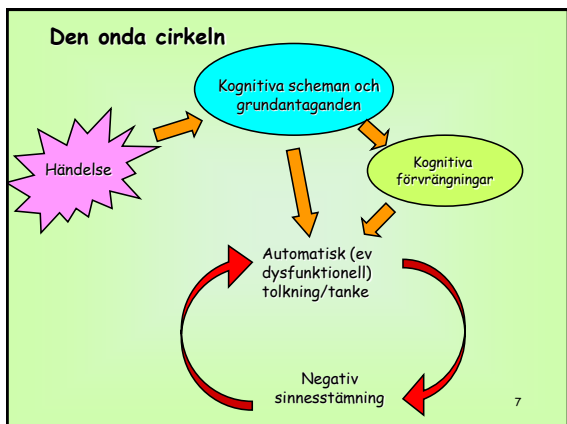 Den onda cirkeln
Kognitiva scheman och
grundantaganden
Händelse
Kognitiva
förvrängningar
Automatisk (ev
dysfunktionell)
tolkning/tanke
Negativ
sinnesstämning
7